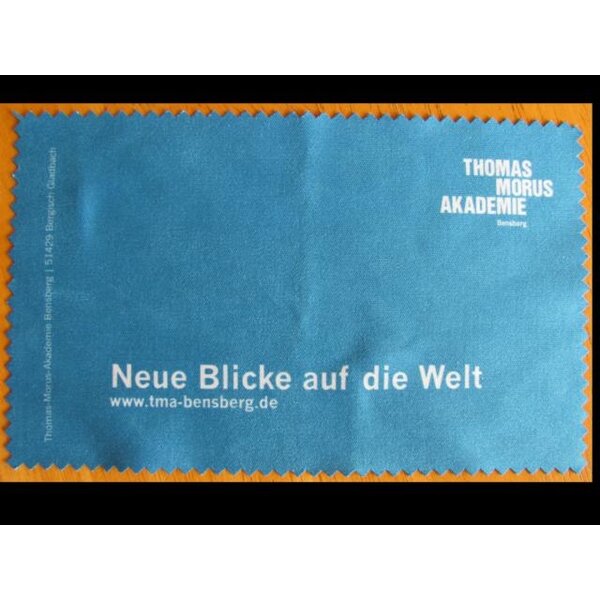 THOMAS
MORUS
AKADEMIE
Bensberg
Neue Blicke auf die Welt
www.tma-bensberg.de
Thomas-Morus-Akademie Bensberg | 51429 Bergisch Gladbach